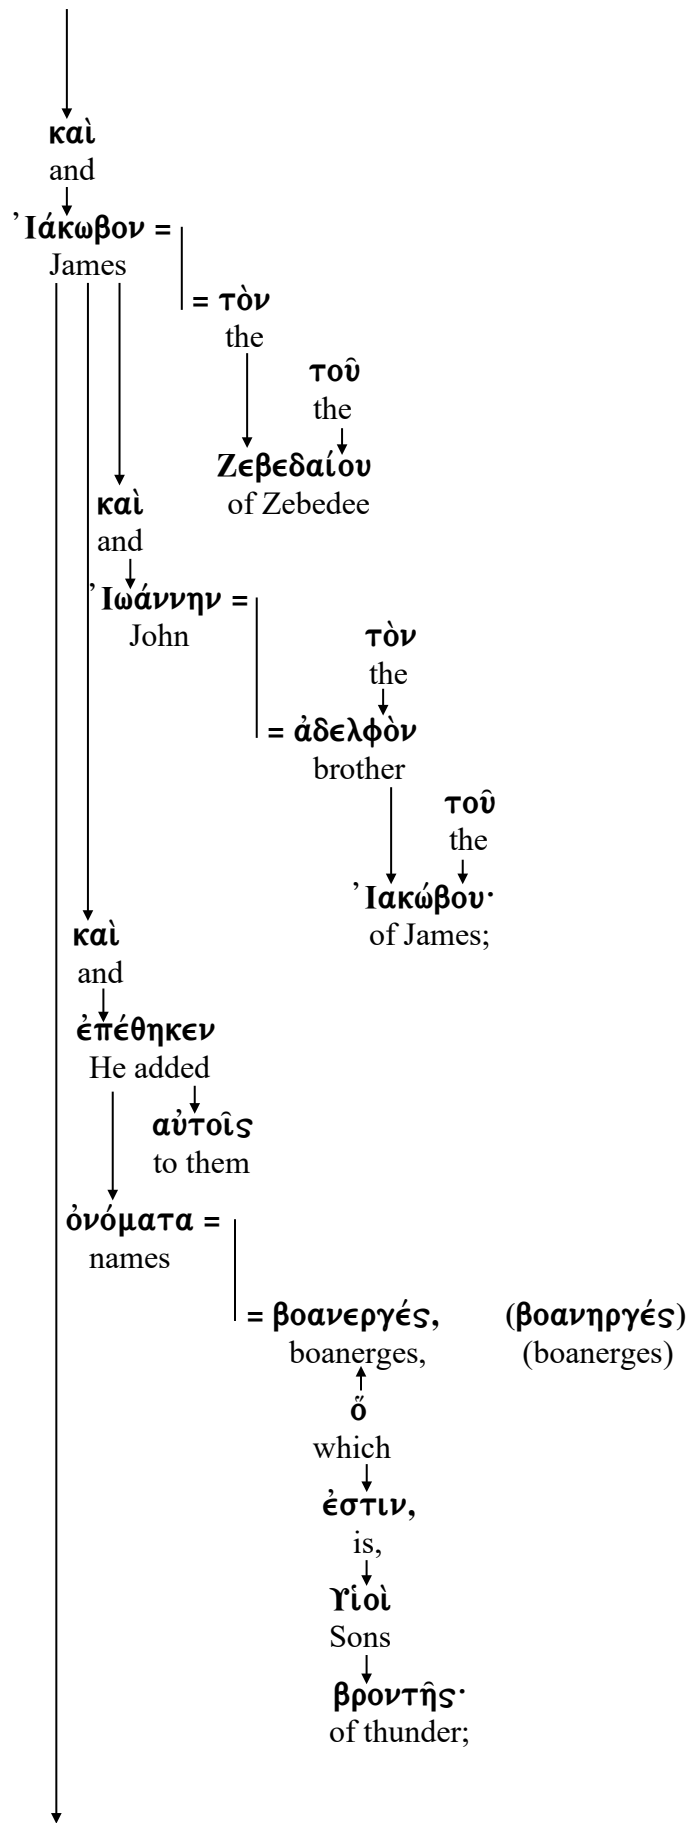 καὶ
and
Ἰάκωβον =
James
= τὸν
the
τοῦ
the
Ζεβεδαίου
of Zebedee
καὶ
and
Ἰωάννην =
John
τὸν
the
= ἀδελφὸν
brother
τοῦ
the
Ἰακώβου·
of James;
καὶ
and
ἐπέθηκεν
He added
αὐτοῖς
to them
ὀνόματα =
names
= βοανεργές, (βοανηργές)
boanerges, (boanerges)
ὅ
which
ἐστιν,
is,
Υἱοὶ
Sons
βροντῆς·
of thunder;